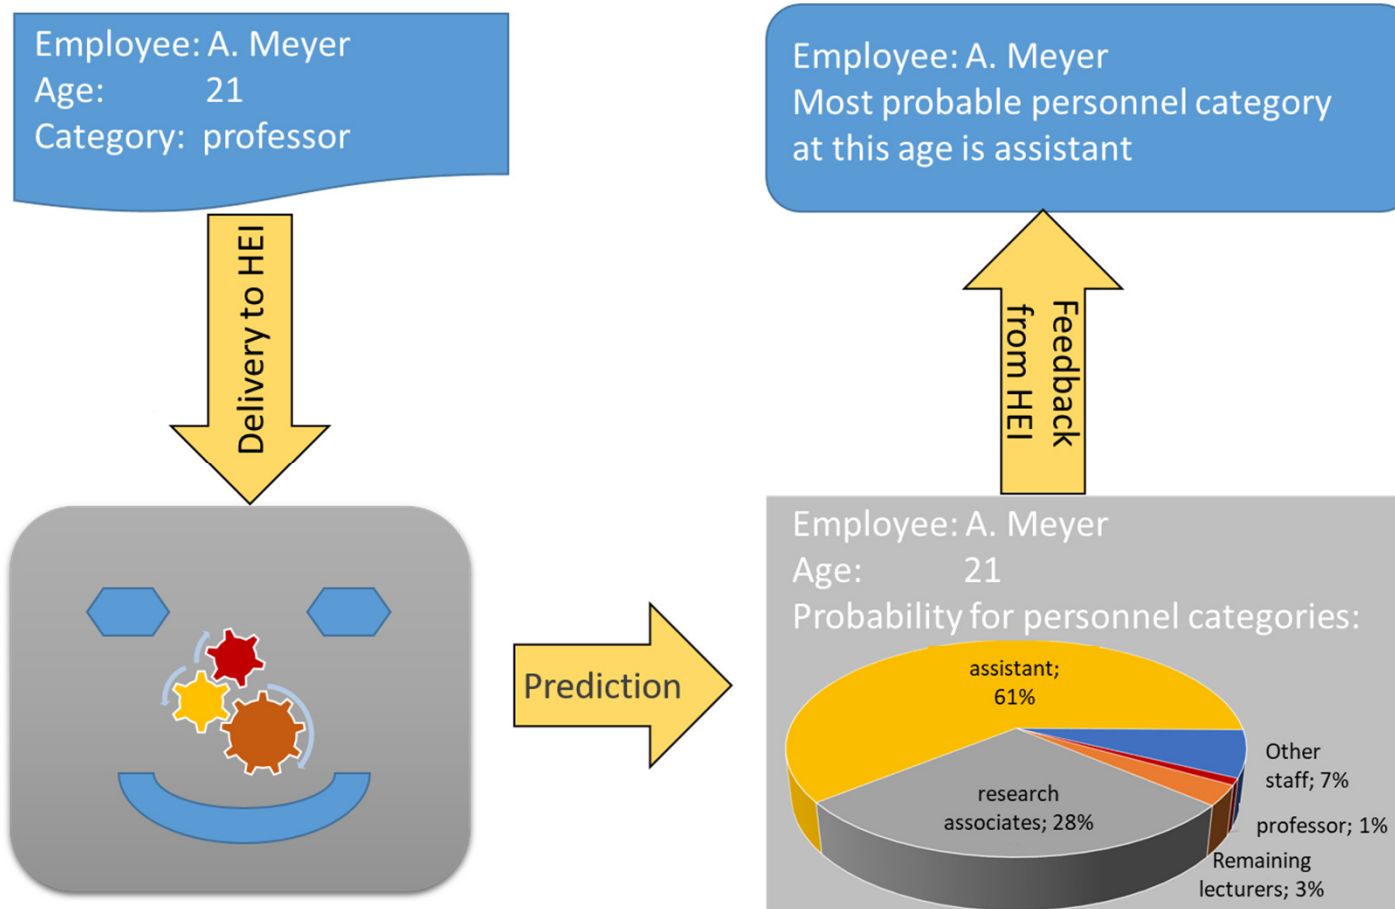 Employee: A. Meyer
Age: 21
Category: professor
Delivery to HEI
Prediction
Employee: A. Meyer
Age: 21
Probability for personnel categories:
assistant;
61%
Other
staff; 7%
research
associates; 28%
professor; 1%
Remaining
lecturers; 3%
Feedback
from HEI
Employee: A. Meyer
Most probable personnel category
at this age is assistant